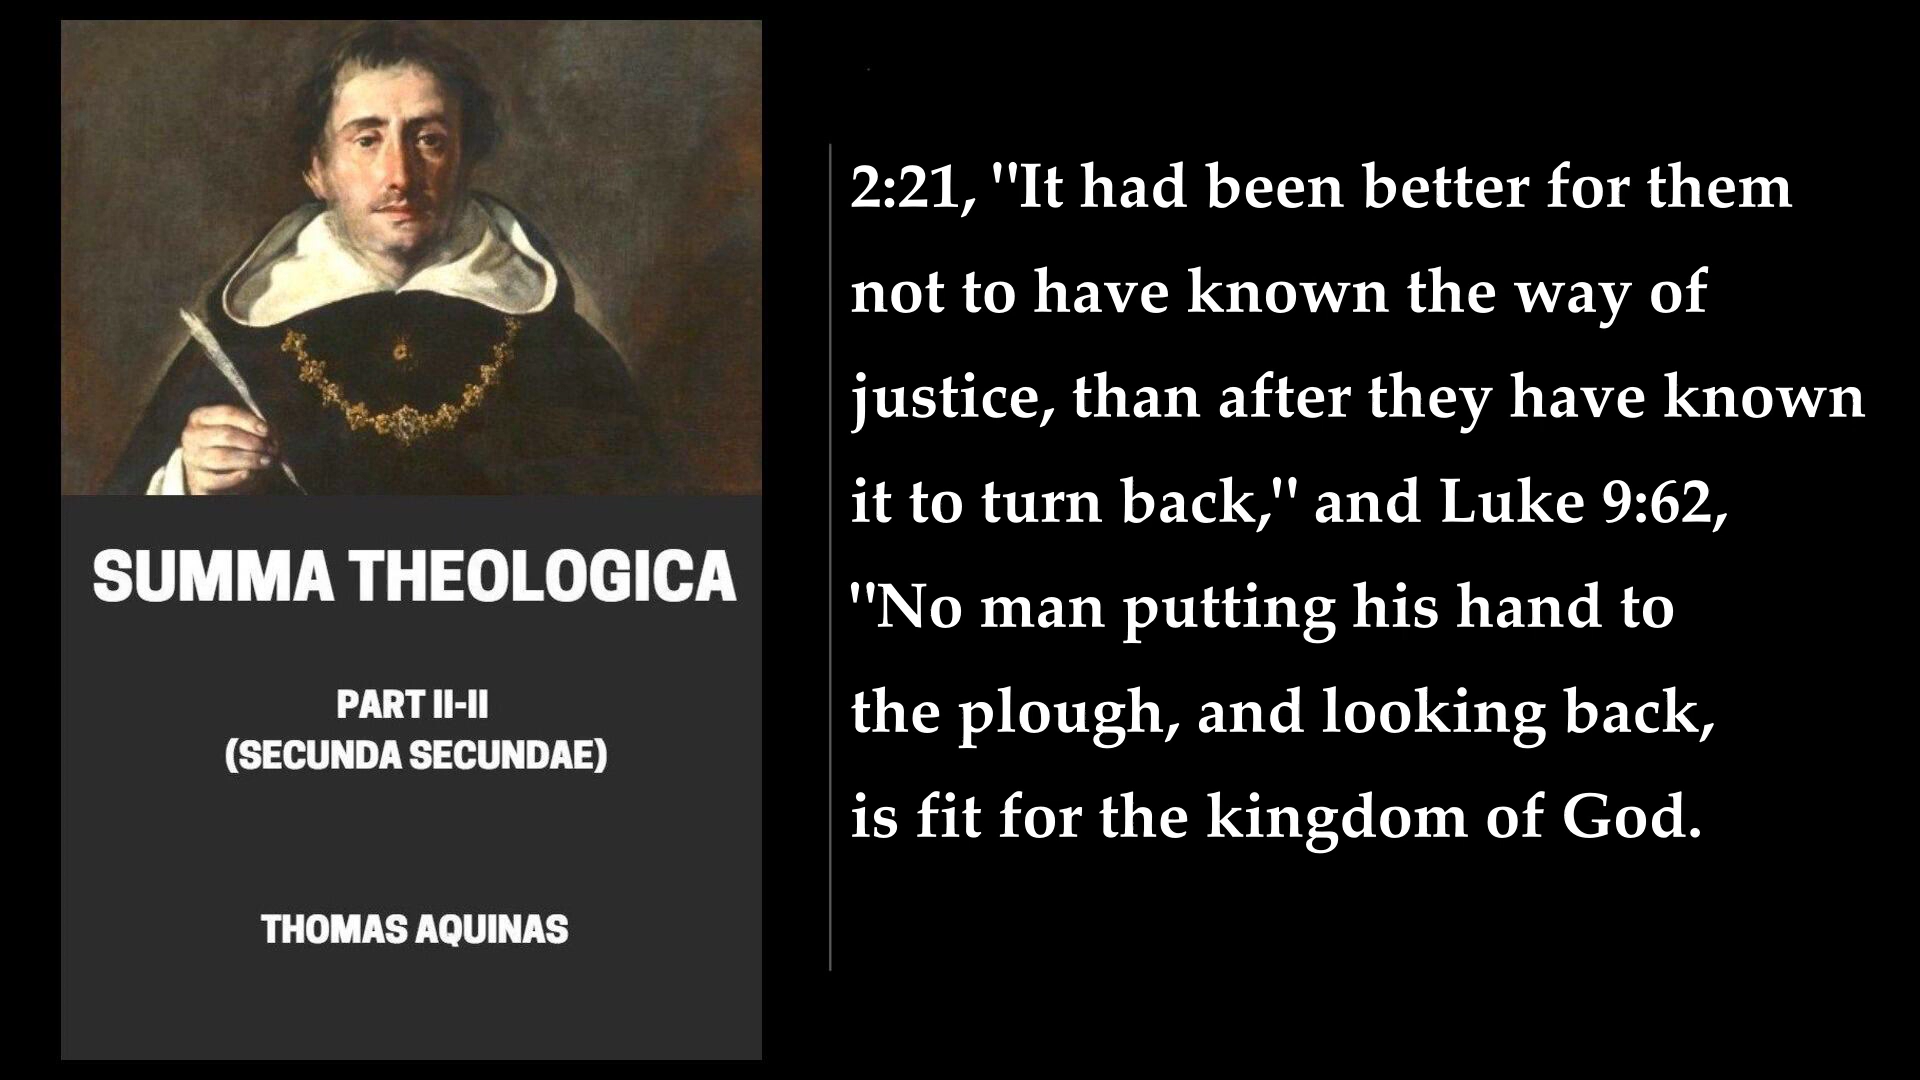 SUMMA THEOLOGICA
PART II-II
(SECUNDA SECUNDAE)
THOMAS AQUINAS
2:21, "It had been better for them
not to have known the way of
justice, than after they have known
it to turn back," and Luke 9:62,
"No man putting his hand to
the plough, and looking back,
is fit for the kingdom of God.